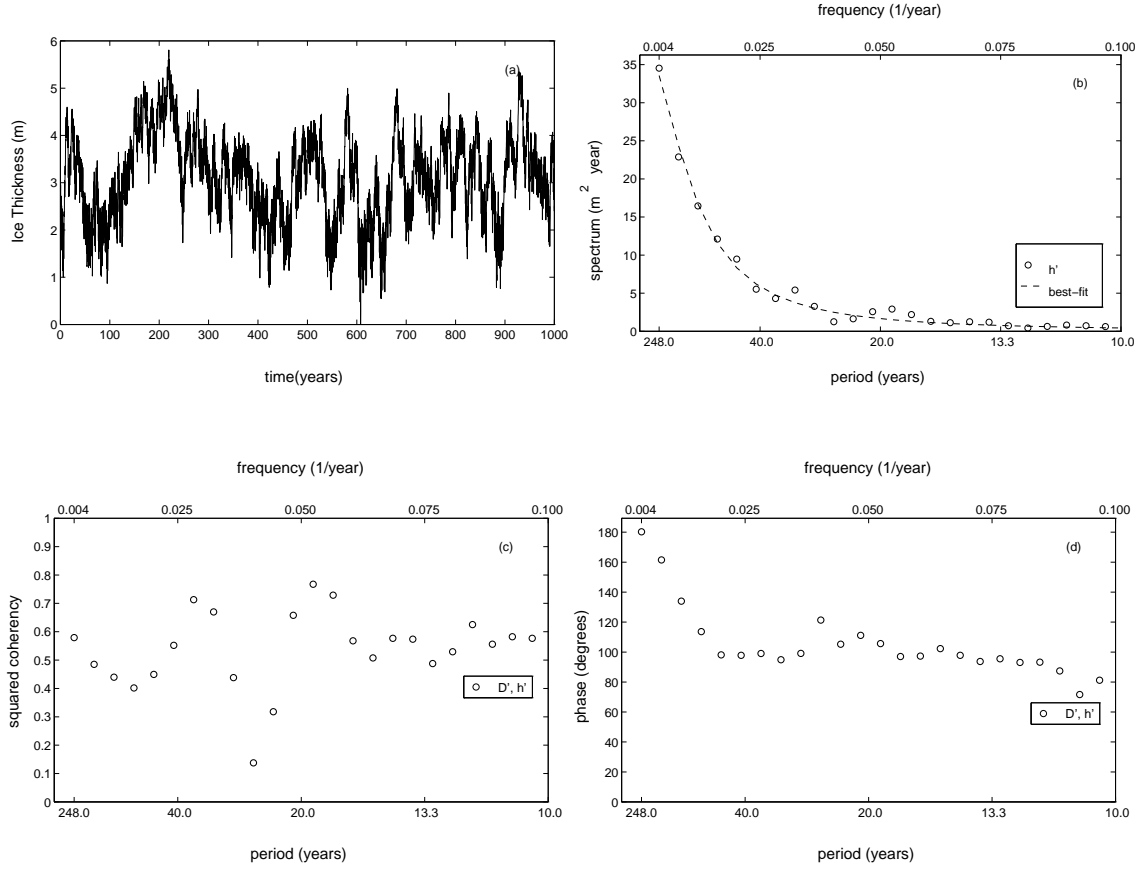 frequency (1/year)
0.004 0.025 0.050 0.075 0.100
6
5
4
3
2
1
0
Ice Thickness (m)
(a)
0 100 200 300 400 500 600 700 800 900 1000
time(years)
35
30
25
20
15
10
5
0
spectrum (m² year)
(b)
h'
best−fit
248.0 40.0 20.0 13.3 10.0
period (years)
frequency (1/year)
0.004 0.025 0.050 0.075 0.100
1
0.9
0.8
0.7
0.6
0.5
0.4
0.3
0.2
0.1
0
squared coherency
(c)
D', h'
248.0 40.0 20.0 13.3 10.0
period (years)
frequency (1/year)
0.004 0.025 0.050 0.075 0.100
180
160
140
120
100
80
60
40
20
0
phase (degrees)
(d)
D', h'
248.0 40.0 20.0 13.3 10.0
period (years)